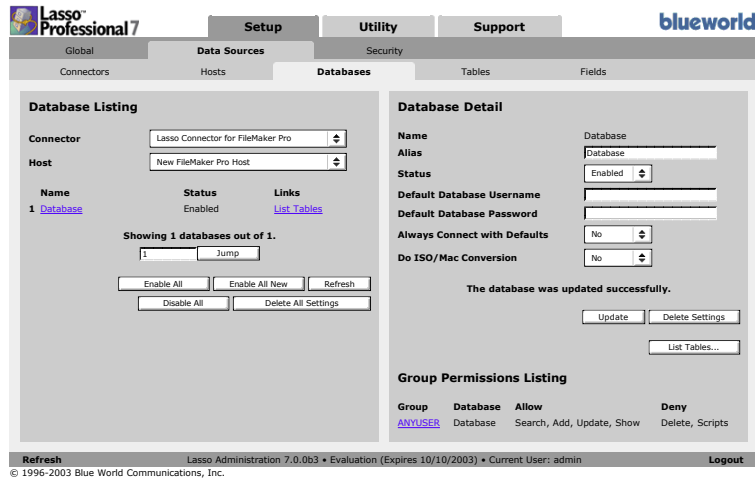 Lasso™
Professional 7
Setup Utility Support
blueworld
Global Data Sources Security
Connectors Hosts Databases Tables Fields
Database Listing
Connector Lasso Connector for FileMaker Pro
Host New FileMaker Pro Host
Name Status Links
1 Database Enabled List Tables
Showing 1 databases out of 1.
1 Jump
Enable All Enable All New Refresh
Disable All Delete All Settings
Database Detail
Name Database
Alias Database
Status Enabled
Default Database Username
Default Database Password
Always Connect with Defaults No
Do ISO/Mac Conversion No
The database was updated successfully.
Update Delete Settings
List Tables...
Group Permissions Listing
Group Database Allow Deny
ANYUSER Database Search, Add, Update, Show Delete, Scripts
Refresh Lasso Administration 7.0.0b3 • Evaluation (Expires 10/10/2003) • Current User: admin Logout
© 1996-2003 Blue World Communications, Inc.